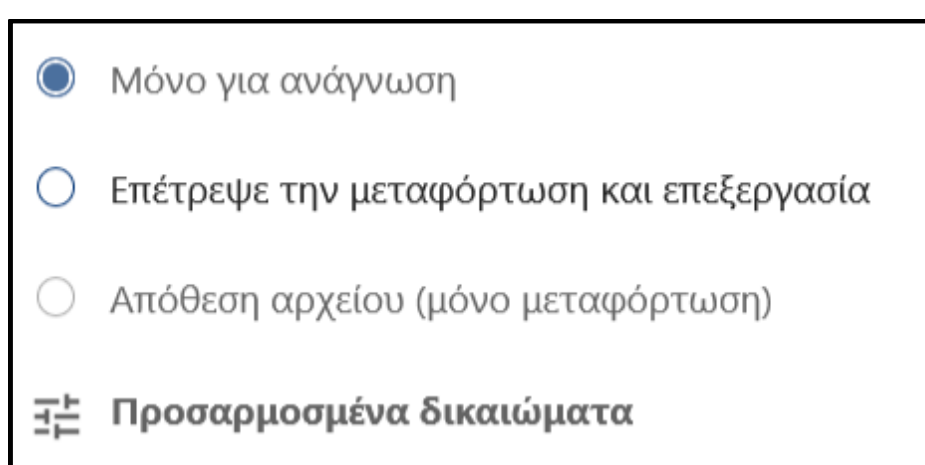 Μόνο για ανάγνωση
Επέτρεψε την μεταφόρτωση και επεξεργασία
Απόθεση αρχείου (μόνο μεταφόρτωση)
Προσαρμοσμένα δικαιώματα